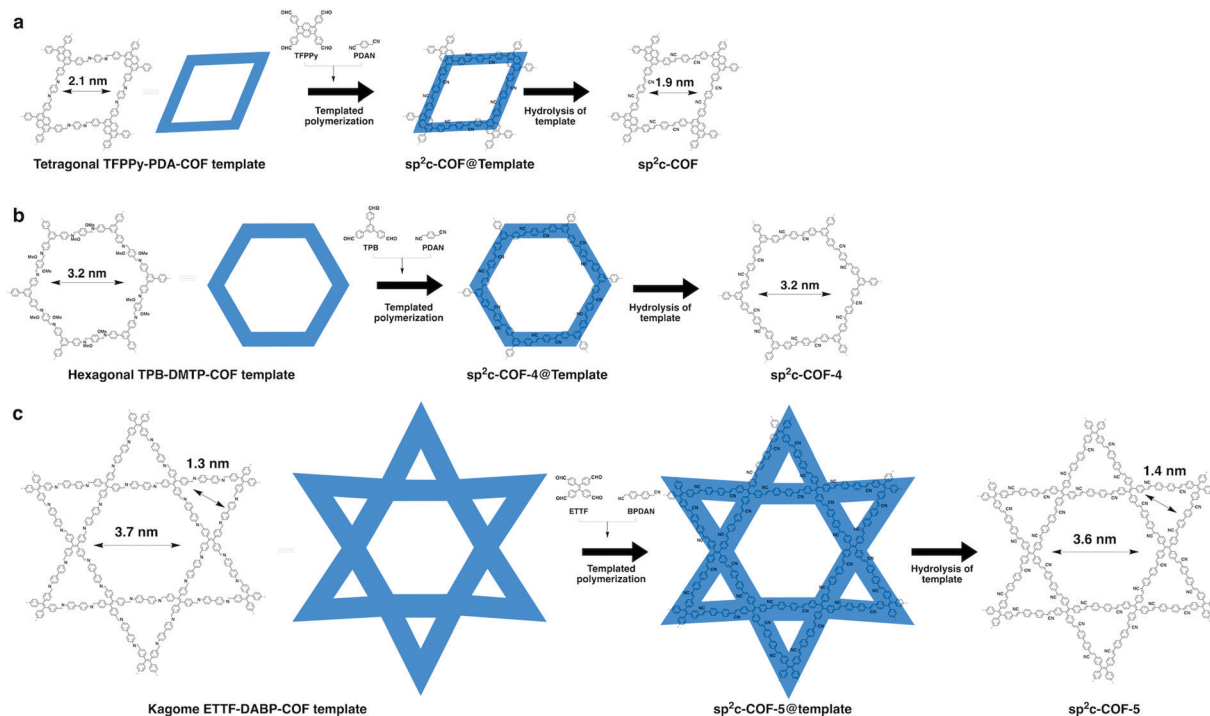 a
OHC
CHO
OHC
CHO
TFPPy
NC
CN
PDAN
2.1 nm
Templated
polymerization
Hydrolysis of
template
1.9 nm
Tetragonal TFPPy-PDA-COF template
sp²c-COF@Template
sp²c-COF
b
CHO
OHC
CHO
TPB
NC
CN
PDAN
3.2 nm
OMe
MeO
Templated
polymerization
Hydrolysis of
template
3.2 nm
Hexagonal TPB-DMTP-COF template
sp²c-COF-4@Template
sp²c-COF-4
c
1.3 nm
3.7 nm
OHC
CHO
OHC
CHO
ETTF
NC
CN
BPDAN
Templated
polymerization
Hydrolysis of
template
1.4 nm
3.6 nm
Kagome ETTF-DABP-COF template
sp²c-COF-5@template
sp²c-COF-5